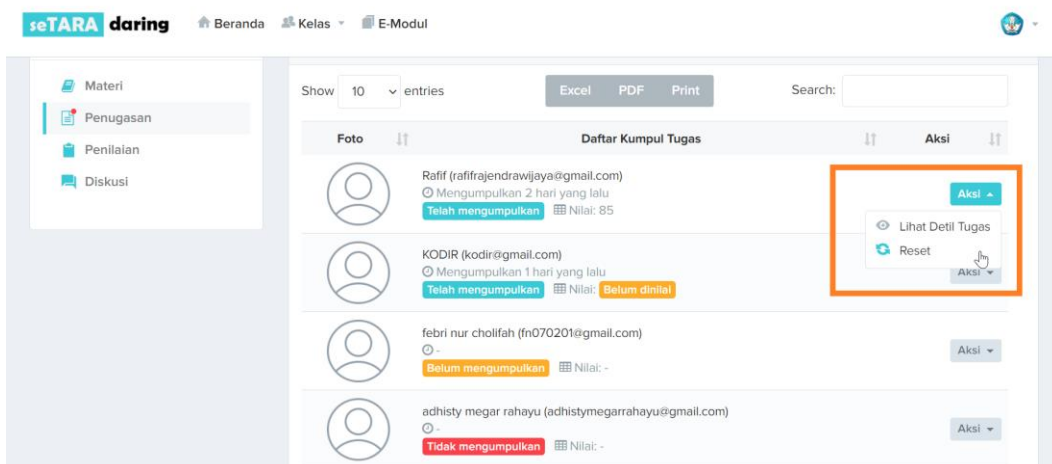 seTARA daring Beranda Kelas E-Modul
Materi
Penugasan
Penilaian
Diskusi
Show 10 entries Excel PDF Print Search:
Foto Daftar Kumpul Tugas Aksi
Rafif (rafifrajendrawijaya@gmail.com)
Mengumpulkan 2 hari yang lalu
Telah mengumpulkan Nilai: 85
Aksi
Lihat Detil Tugas
Reset
KODIR (kodir@gmail.com)
Mengumpulkan 1 hari yang lalu
Telah mengumpulkan Nilai: Belum dinilai
Aksi
febri nur cholifah (fn070201@gmail.com)
-
Belum mengumpulkan Nilai: -
Aksi
adhisty megar rahayu (adhistymegarrahayu@gmail.com)
-
Tidak mengumpulkan Nilai: -
Aksi